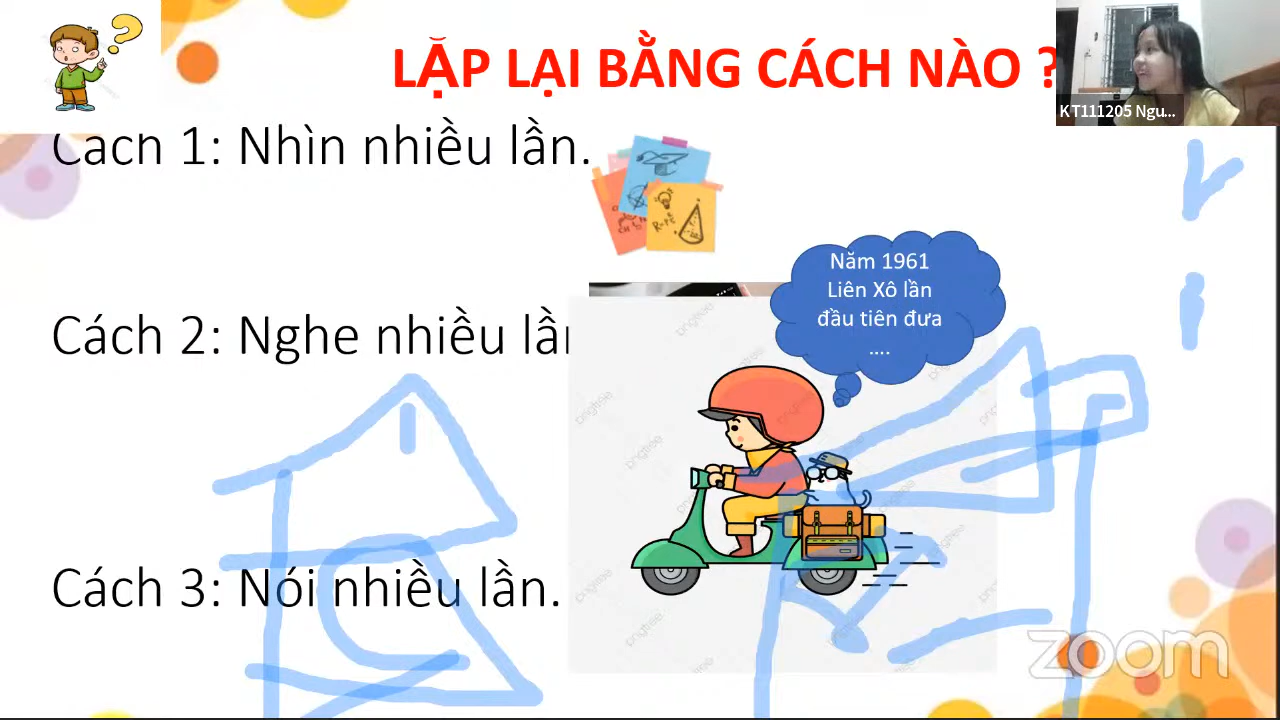 LẶP LẠI BẰNG CÁCH NÀO ?
KT111205 Ngu...
Cách 1: Nhìn nhiều lần.
Năm 1961
Liên Xô lần
đầu tiên đưa
....
Cách 2: Nghe nhiều lần
Cách 3: Nói nhiều lần.
zoom